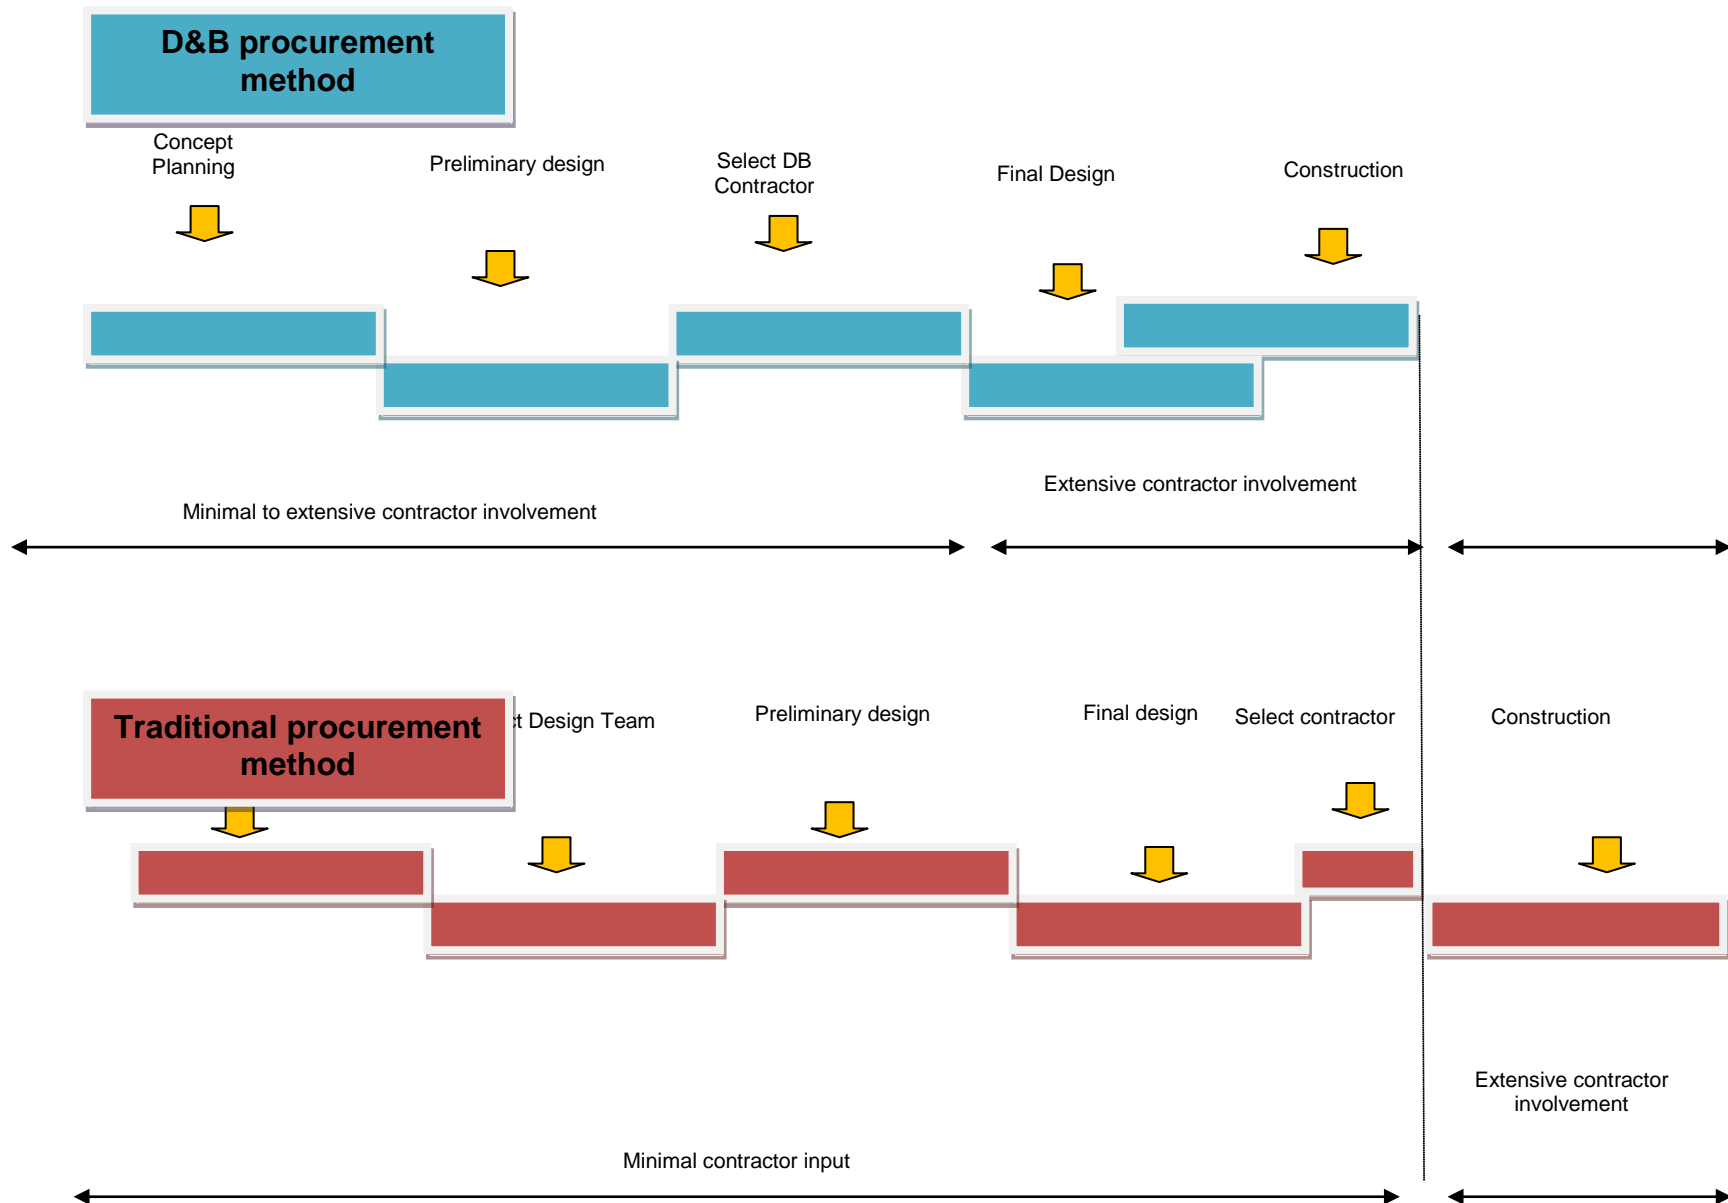 D&B procurement
method
Concept
Planning
Preliminary design
Select DB
Contractor
Final Design
Construction
Extensive contractor involvement
Minimal to extensive contractor involvement
Traditional procurement
method
Design Team
Preliminary design
Final design
Select contractor
Construction
Extensive contractor
involvement
Minimal contractor input